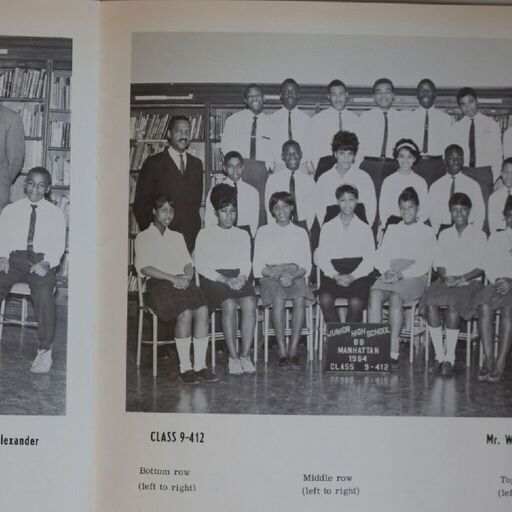 JUNIOR HIGH SCHOOL
88
MANHATTAN
1964
CLASS 9-412
lexander
CLASS 9-412
Mr. W
Bottom row
(left to right)
Middle row
(left to right)
To
(lef